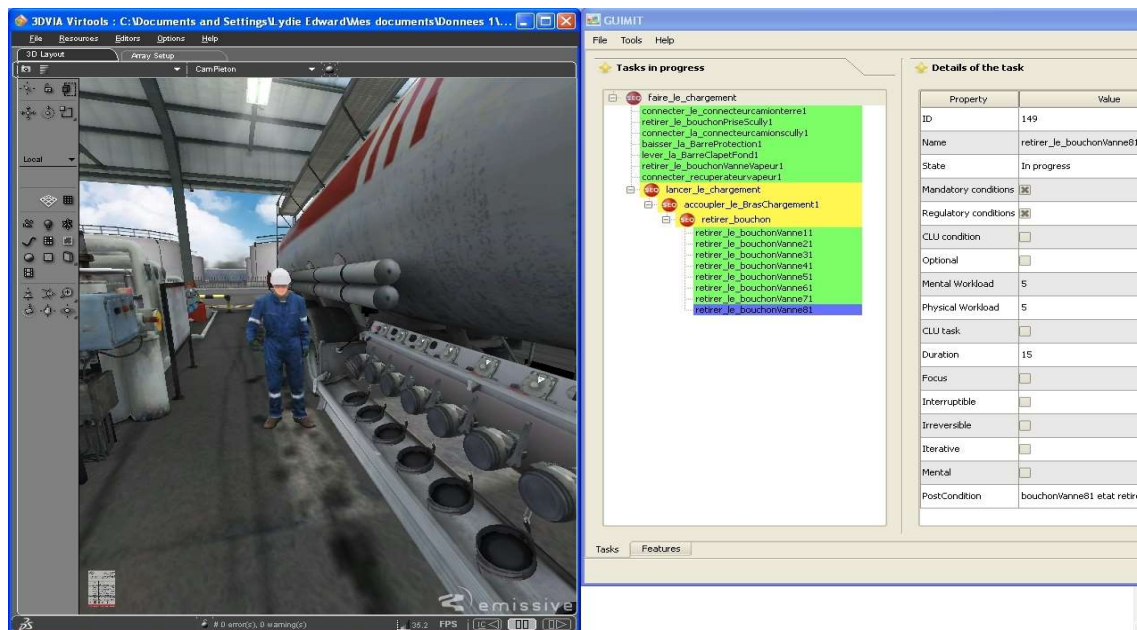 3DVIA Virtools : C:\Documents and Settings\Lydie Edward\Mes documents\Donnees 1\...
File Resources Editors Options Help
3D Layout Array Setup
CamPieton
Local
emissive
# 0 error(s), 0 warning(s)
35.2 FPS
GUIMIT
File Tools Help
Tasks in progress
faire_le_chargement
connecter_le_connecteurcamionterre1
retirer_le_bouchonPriseScully1
connecter_la_connecteurcamionscully1
baisser_la_BarreProtection1
lever_la_BarreClapetFond1
retirer_le_bouchonVanneVapeur1
connecter_recuperateurvapeur1
SEQ lancer_le_chargement
SEQ accoupler_le_BrasChargement1
SEQ retirer_bouchon
retirer_le_bouchonVanne11
retirer_le_bouchonVanne21
retirer_le_bouchonVanne31
retirer_le_bouchonVanne41
retirer_le_bouchonVanne51
retirer_le_bouchonVanne61
retirer_le_bouchonVanne71
retirer_le_bouchonVanne81
Tasks Features
Details of the task
Property Value
ID 149
Name retirer_le_bouchonVanne81
State In progress
Mandatory conditions
Regulatory conditions
CLU condition
Optional
Mental Workload 5
Physical Workload 5
CLU task
Duration 15
Focus
Interruptible
Irreversible
Iterative
Mental
PostCondition bouchonVanne81 etat retire